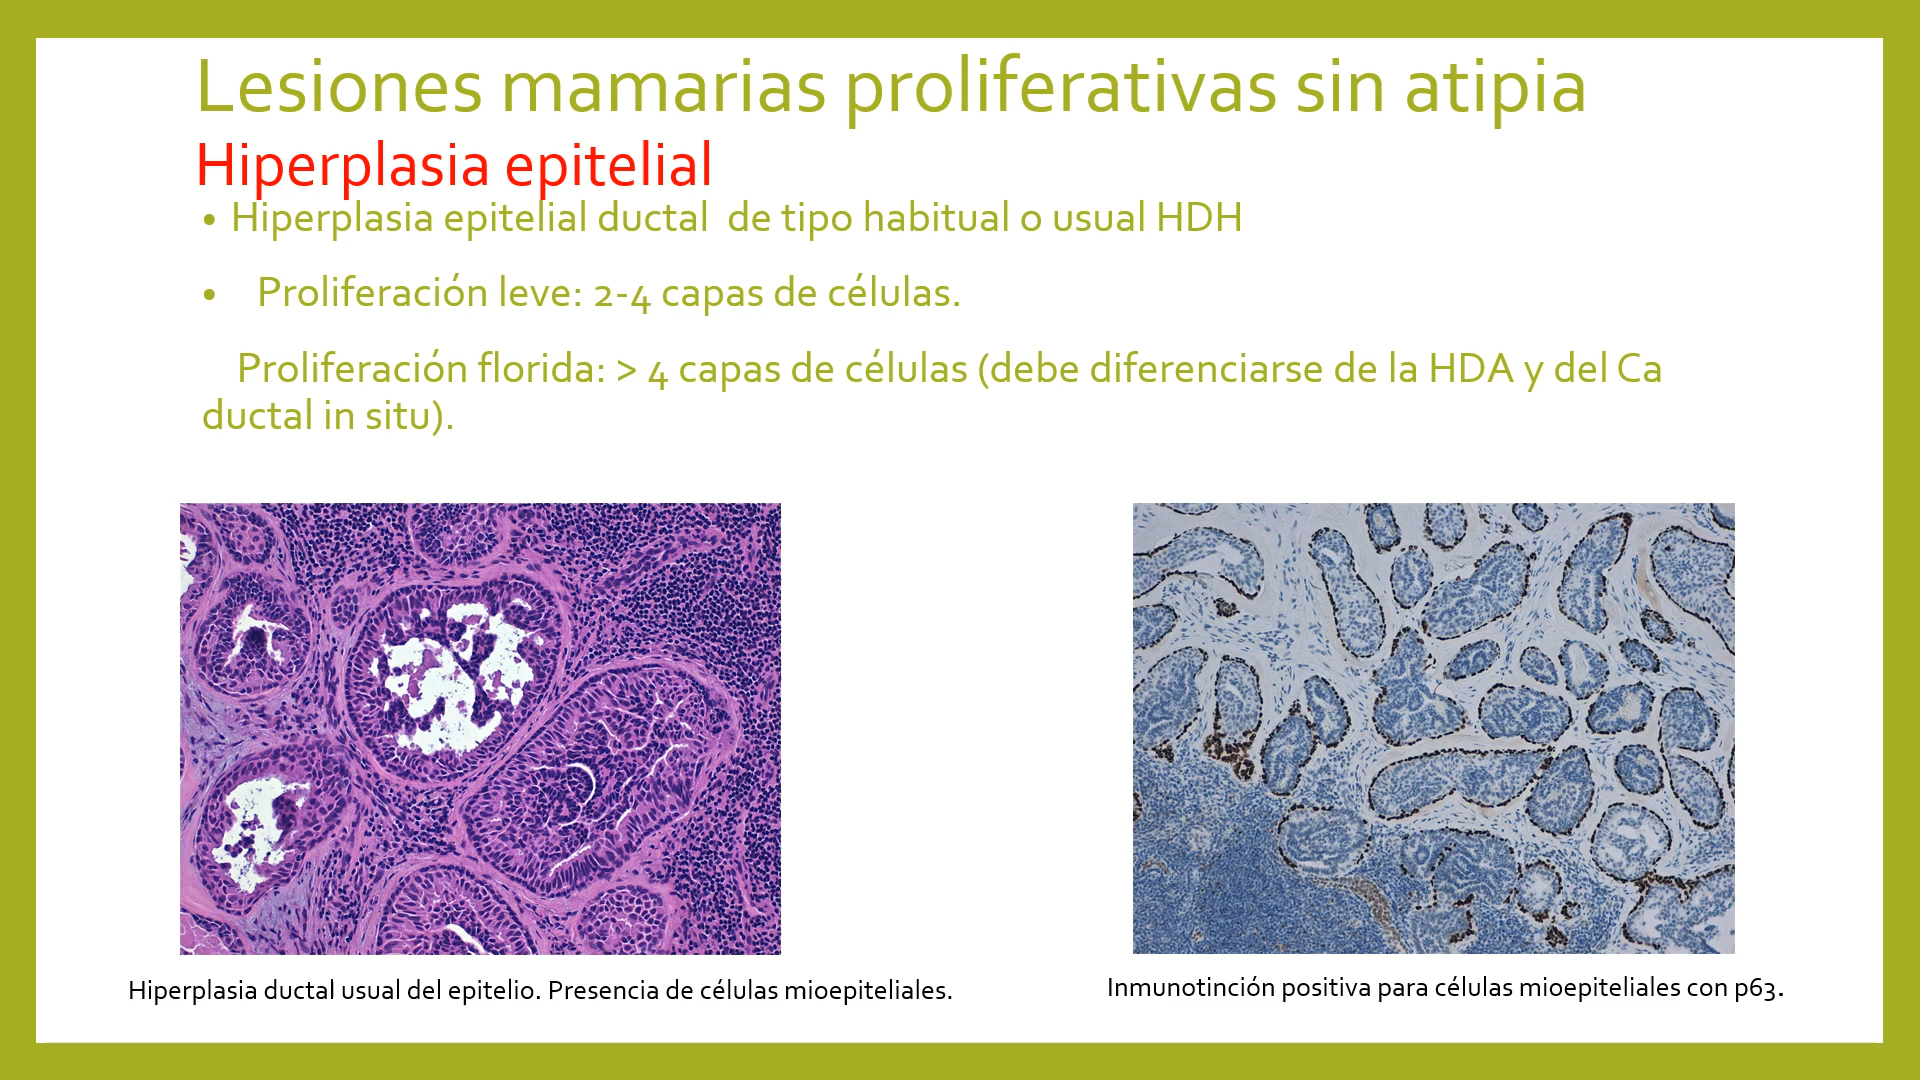 Lesiones mamarias proliferativas sin atipia
Hiperplasia epitelial
• Hiperplasia epitelial ductal  de tipo habitual o usual HDH
•   Proliferación leve: 2-4 capas de células.
Proliferación florida: > 4 capas de células (debe diferenciarse de la HDA y del Ca
ductal in situ).
Hiperplasia ductal usual del epitelio. Presencia de células mioepiteliales.
Inmunotinción positiva para células mioepiteliales con p63.